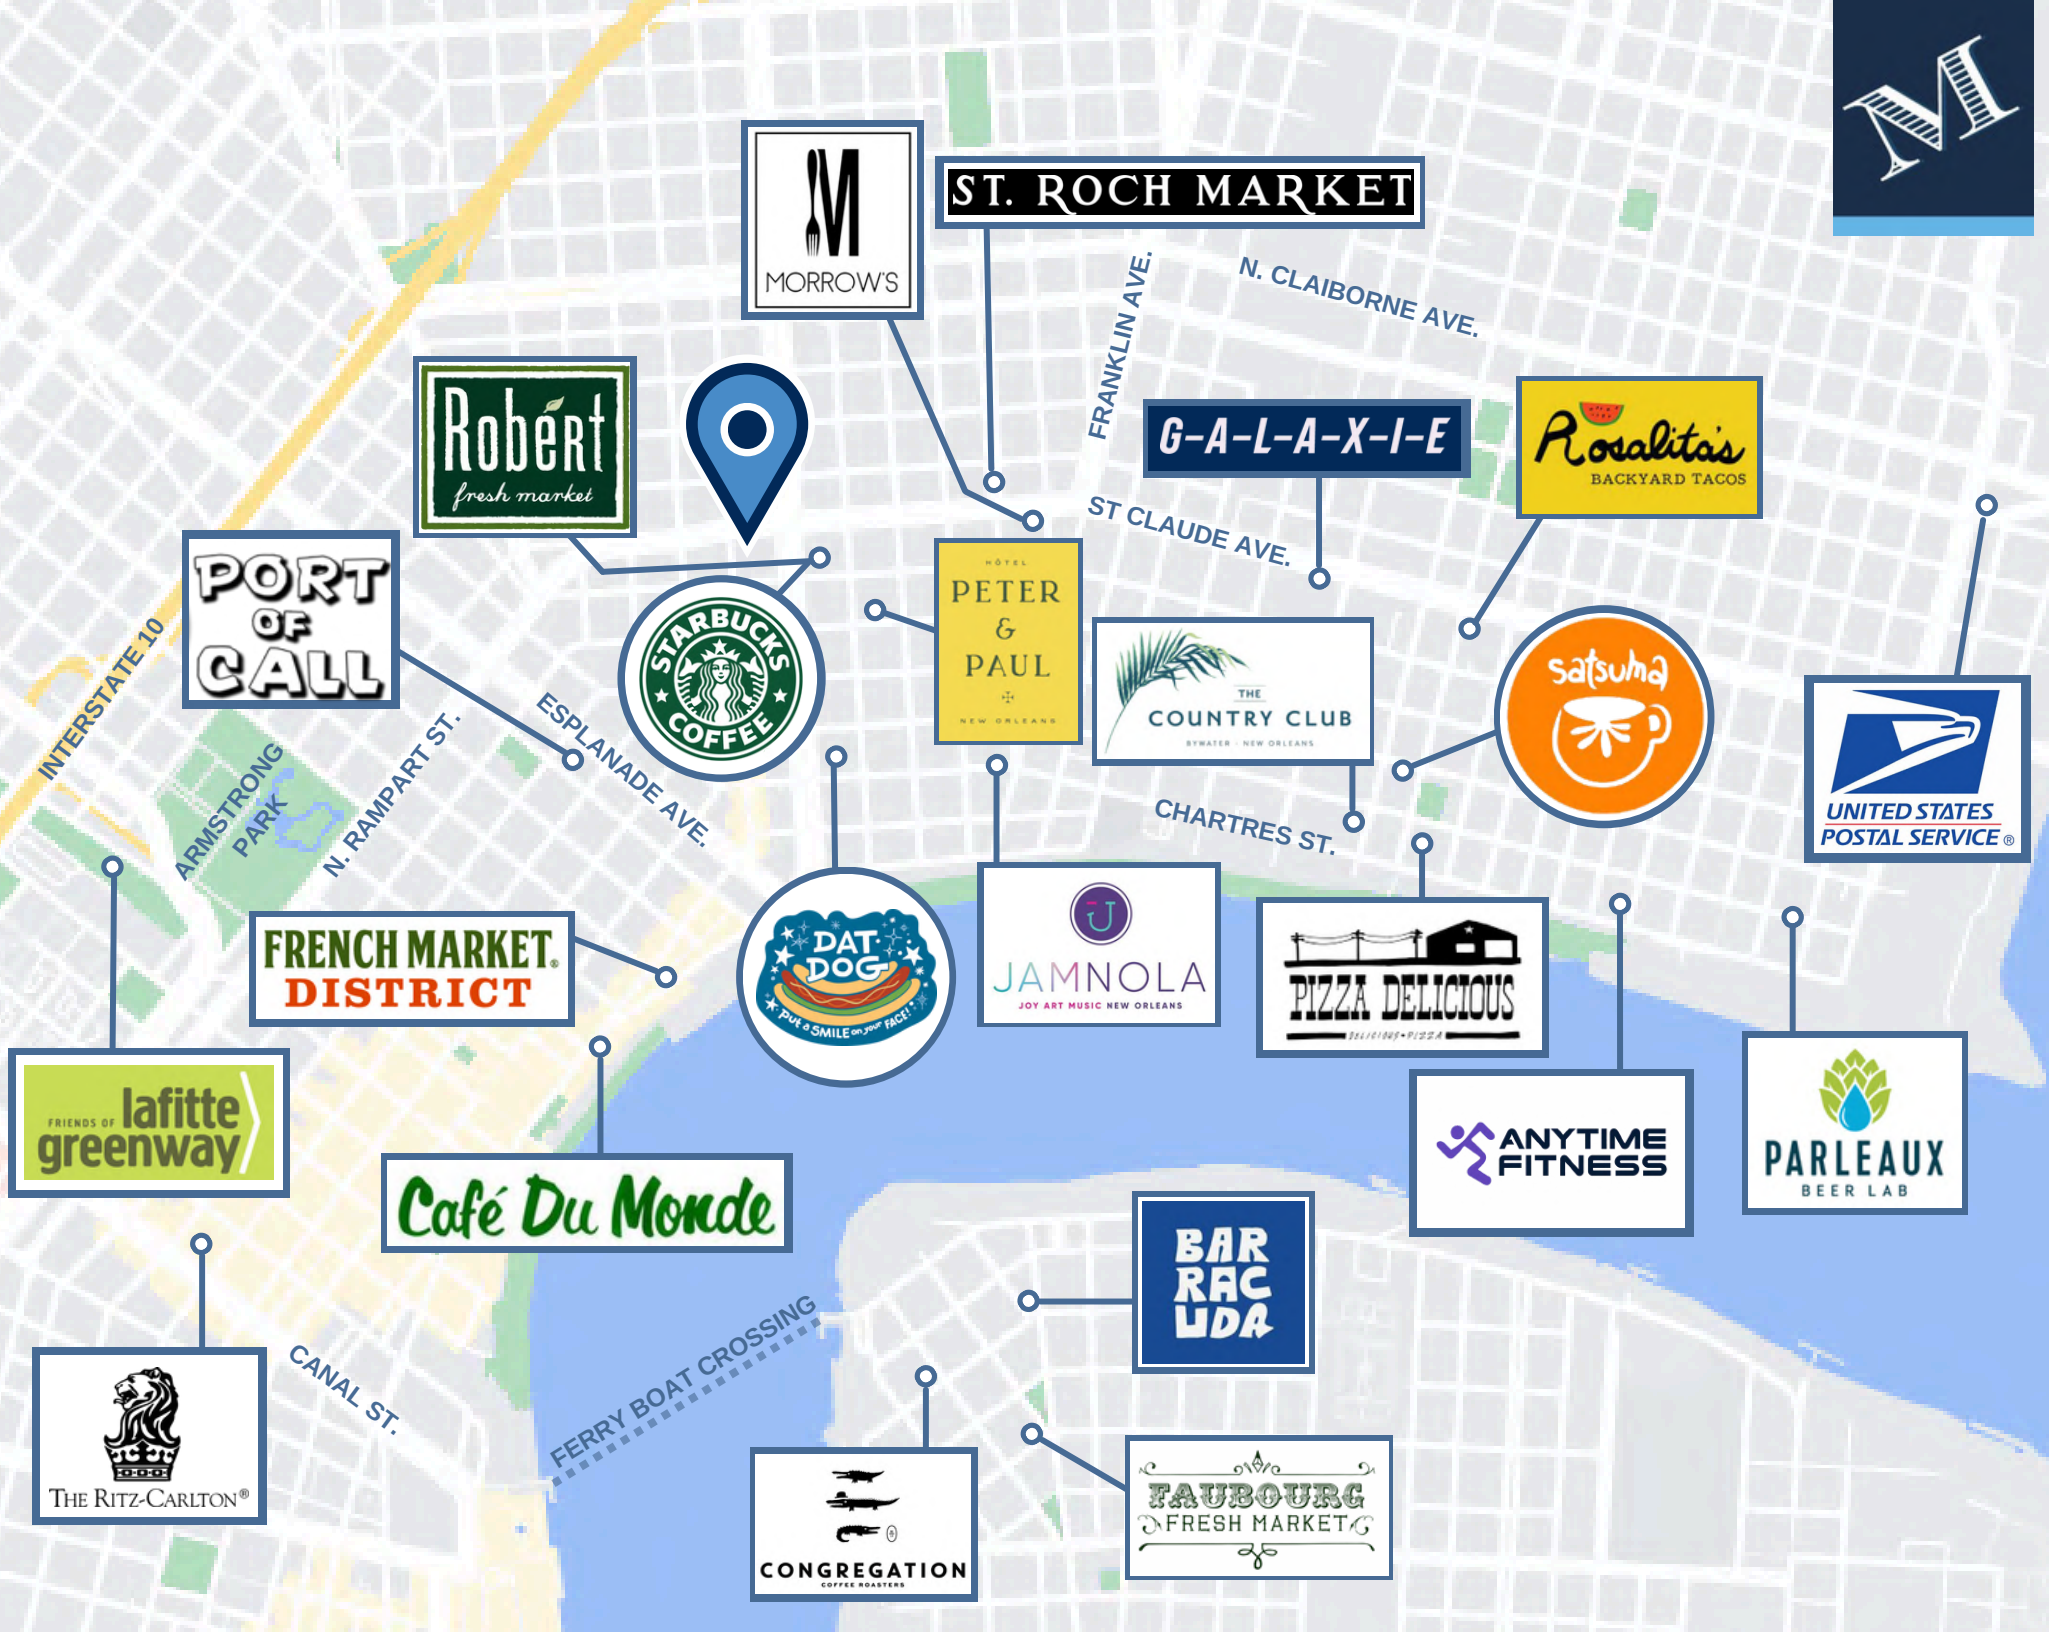 M
M
MORROW'S
ST. ROCH MARKET
FRANKLIN AVE.
N. CLAIBORNE AVE.
Robért
fresh market
G-A-L-A-X-I-E
Rosalita's
BACKYARD TACOS
PORT
OF
CALL
INTERSTATE 10
STARBUCKS
COFFEE
HÔTEL
PETER
&
PAUL
NEW ORLEANS
ST CLAUDE AVE.
THE
COUNTRY CLUB
BYWATER · NEW ORLEANS
satsuma
UNITED STATES
POSTAL SERVICE®
ARMSTRONG
PARK
N. RAMPART ST.
ESPLANADE AVE.
CHARTRES ST.
FRENCH MARKET®
DISTRICT
DAT
DOG
PUT a SMILE on your FACE!
J
JAMNOLA
JOY ART MUSIC NEW ORLEANS
PIZZA DELICIOUS
DELICIOUS PIZZA
FRIENDS OF lafitte
greenway
Café Du Monde
ANYTIME
FITNESS
PARLEAUX
BEER LAB
BAR
RAC
UDA
FERRY BOAT CROSSING
CANAL ST.
THE RITZ-CARLTON®
CONGREGATION
COFFEE ROASTERS
FAUBOURG
FRESH MARKET